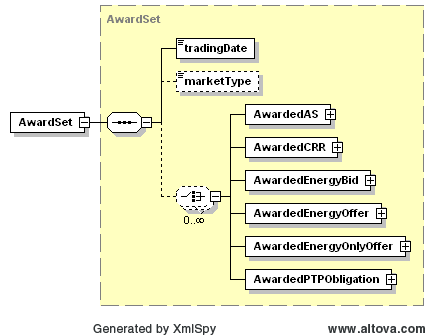 AwardSet
tradingDate
marketType
AwardSet
AwardedAS
AwardedCRR
AwardedEnergyBid
0..∞
AwardedEnergyOffer
AwardedEnergyOnlyOffer
AwardedPTPObligation
Generated by XmlSpy www.altova.com